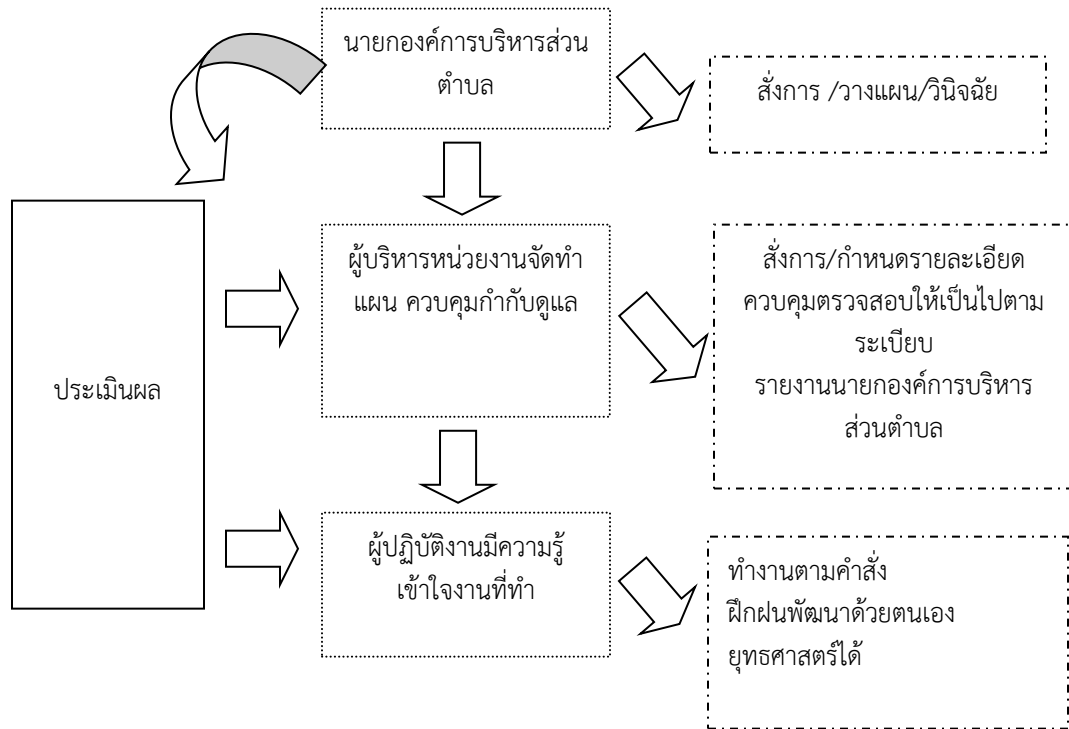 นายกองค์การบริหารส่วน
ตำบล
สั่งการ /วางแผน/วินิจฉัย
ผู้บริหารหน่วยงานจัดทำ
แผน ควบคุมกำกับดูแล
สั่งการ/กำหนดรายละเอียด
ควบคุมตรวจสอบให้เป็นไปตาม
ระเบียบ
รายงานนายกองค์การบริหาร
ส่วนตำบล
ประเมินผล
ผู้ปฏิบัติงานมีความรู้
เข้าใจงานที่ทำ
ทำงานตามคำสั่ง
ฝึกฝนพัฒนาด้วยตนเอง
ยุทธศาสตร์ได้